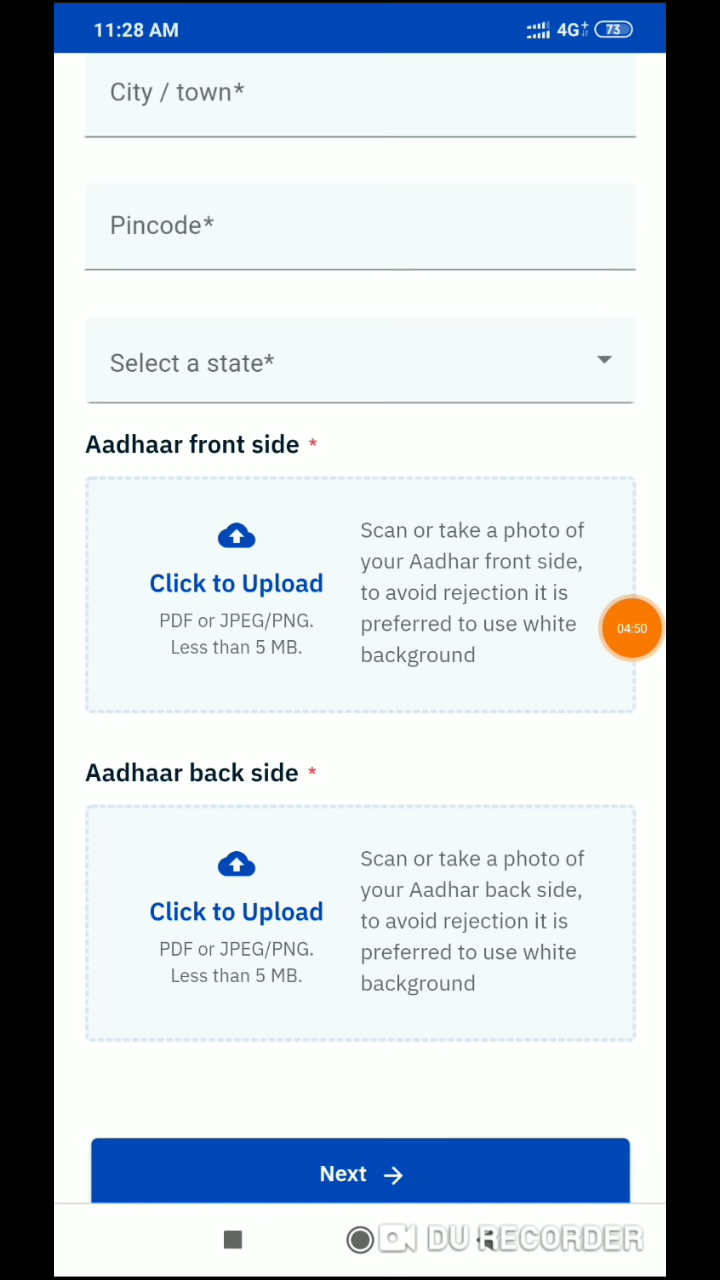 11:28 AM
4G+
73
City / town*
Pincode*
Select a state*
Aadhaar front side *
Click to Upload
PDF or JPEG/PNG.
Less than 5 MB.
Scan or take a photo of
your Aadhar front side,
to avoid rejection it is
preferred to use white
background
04:50
Aadhaar back side *
Click to Upload
PDF or JPEG/PNG.
Less than 5 MB.
Scan or take a photo of
your Aadhar back side,
to avoid rejection it is
preferred to use white
background
Next →
DU RECORDER